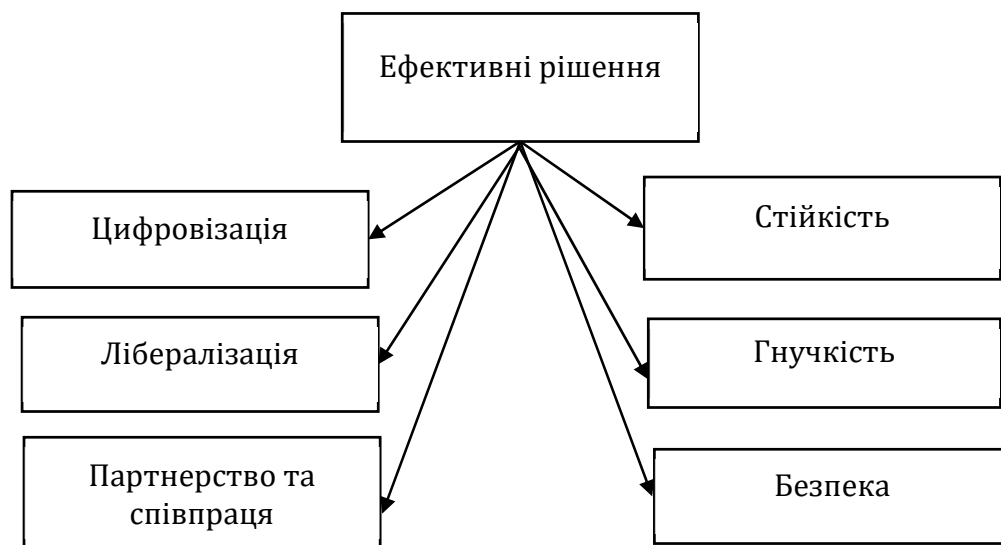 Ефективні рішення
Цифровізація
Стійкість
Лібералізація
Гнучкість
Партнерство та
співпраця
Безпека